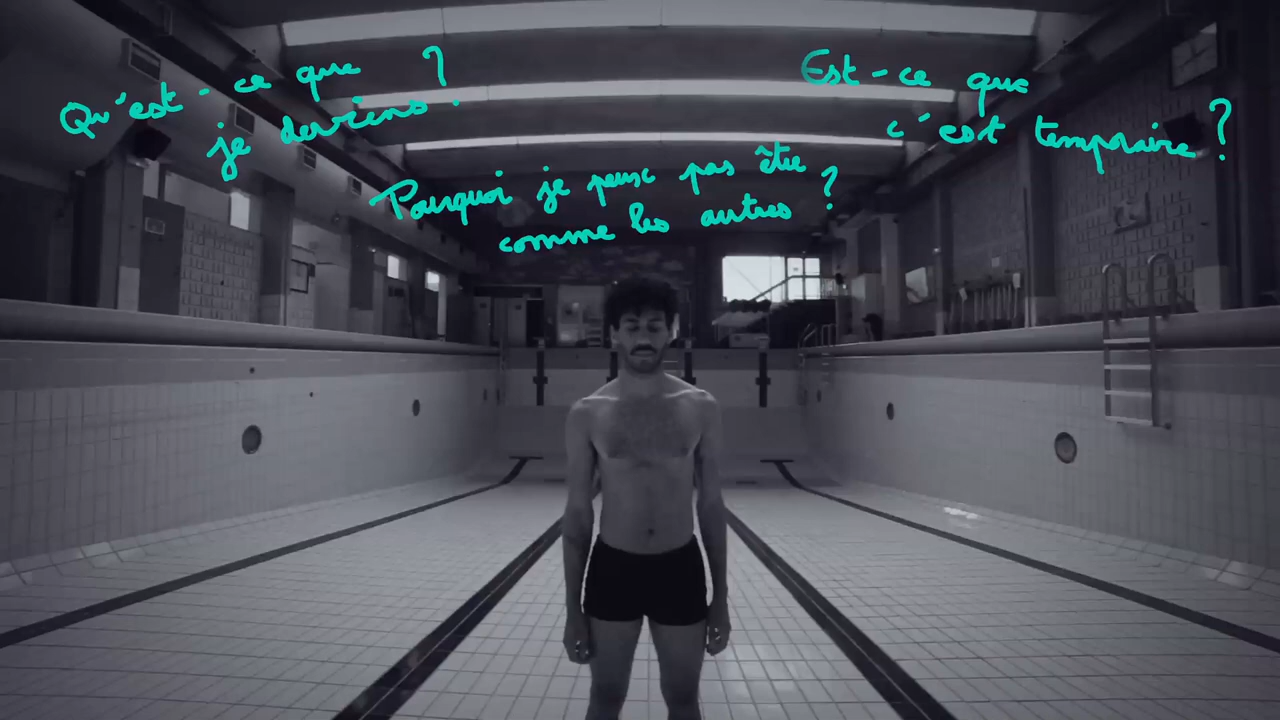 Qu'est-ce que
je deviens ?
Pourquoi je peux pas être
comme les autres ?
Est-ce que
c'est temporaire ?